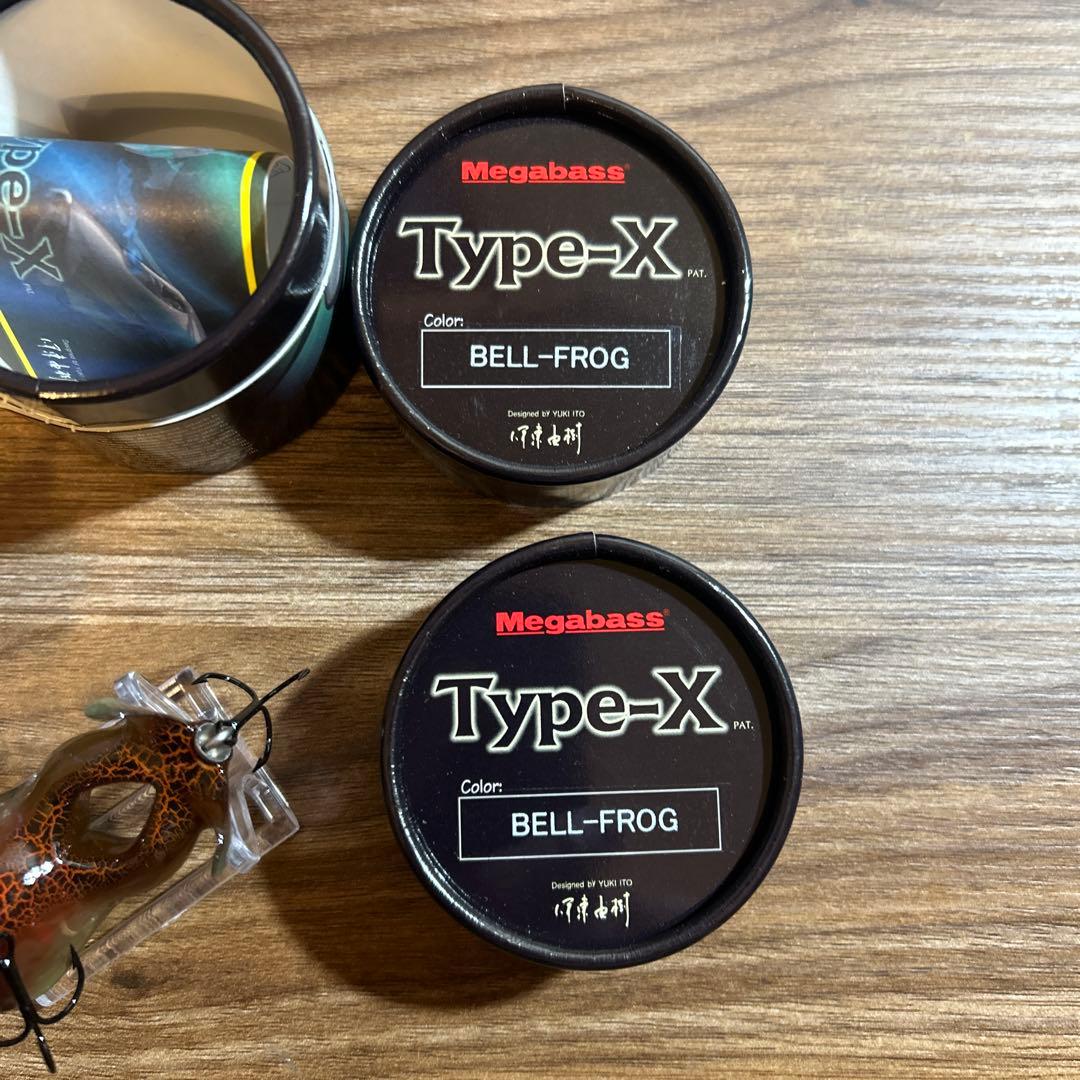 ype-X
Megabass®
Type-X PAT.
Color:
BELL-FROG
Designed bY YUKI ITO
伊東由樹
Megabass®
Type-X PAT.
Color:
BELL-FROG
Designed bY YUKI ITO
伊東由樹